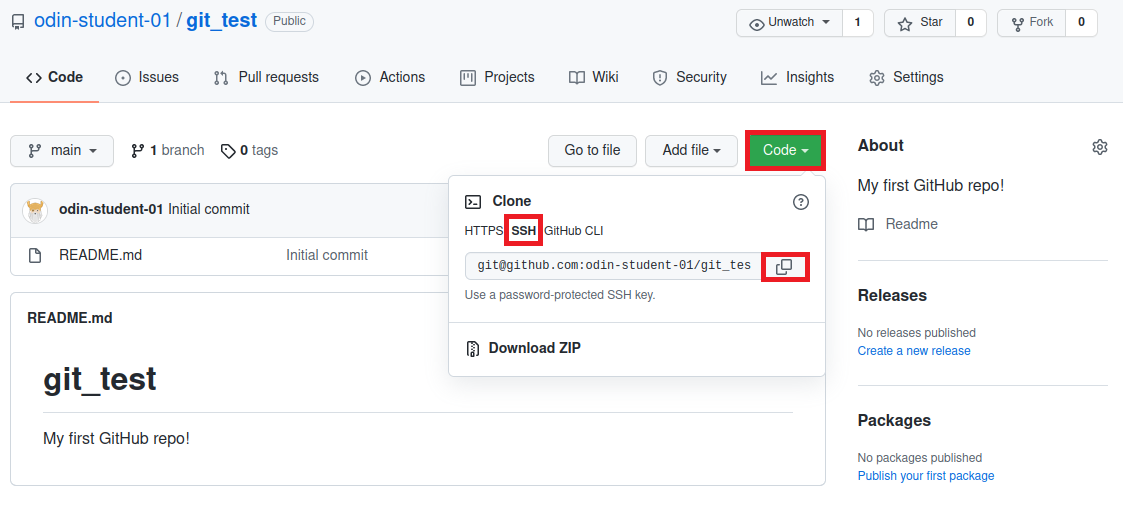 odin-student-01 / git_test Public
Unwatch 1 Star 0 Fork 0
Code Issues Pull requests Actions Projects Wiki Security Insights Settings
main 1 branch 0 tags Go to file Add file Code
odin-student-01 Initial commit
README.md Initial commit
Clone
HTTPS SSH GitHub CLI
git@github.com:odin-student-01/git_tes
Use a password-protected SSH key.
Download ZIP
README.md
git_test
My first GitHub repo!
About
My first GitHub repo!
Readme
Releases
No releases published
Create a new release
Packages
No packages published
Publish your first package